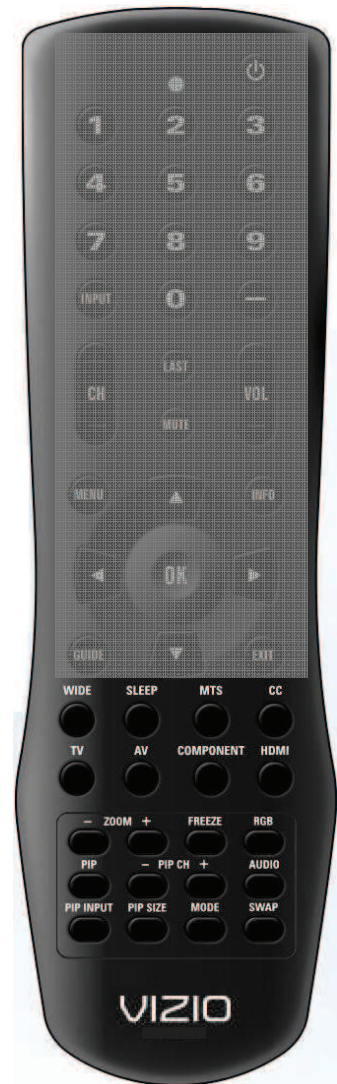 1 2 3
4 5 6
7 8 9
INPUT 0 –
LAST
CH VOL
MUTE
MENU INFO
OK
GUIDE EXIT
WIDE SLEEP MTS CC
TV AV COMPONENT HDMI
– ZOOM + FREEZE RGB
PIP – PIP CH + AUDIO
PIP INPUT PIP SIZE MODE SWAP
VIZIO